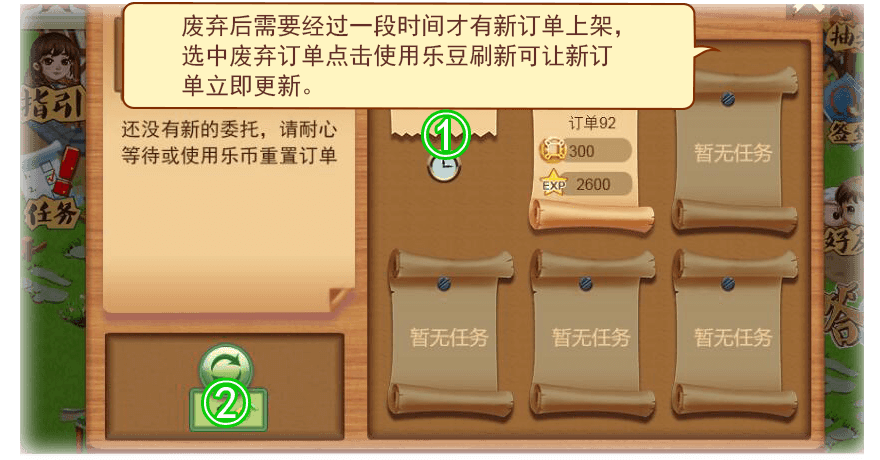 废弃后需要经过一段时间才有新订单上架，
选中废弃订单点击使用乐豆刷新可让新订
单立即更新。
指引
任务
还没有新的委托，请耐心
等待或使用乐币重置订单
①
订单92
300
EXP 2600
暂无任务
暂无任务
暂无任务
暂无任务
②
抽
签
好
答